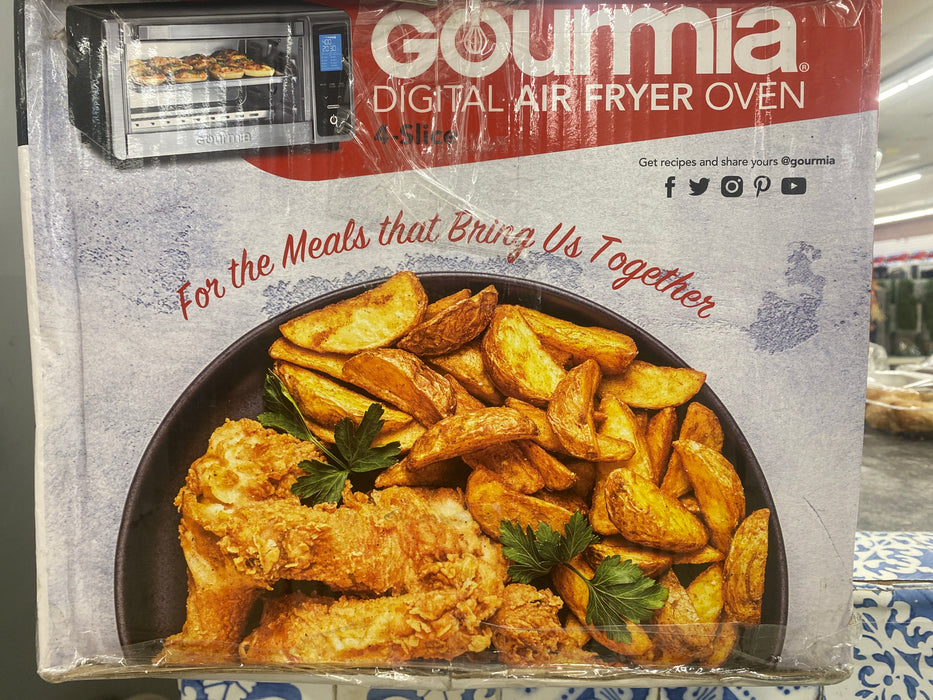 GOURMIA®
DIGITAL AIR FRYER OVEN
4-Slice
Get recipes and share yours @gourmia
For the Meals that Bring Us Together
Gourmia